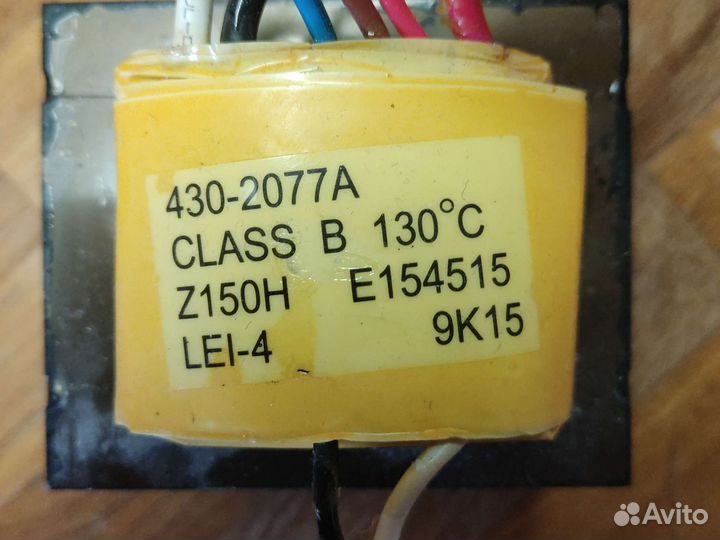 430-2077A
CLASS B 130°C
Z150H E154515
LEI-4 9K15
Avito